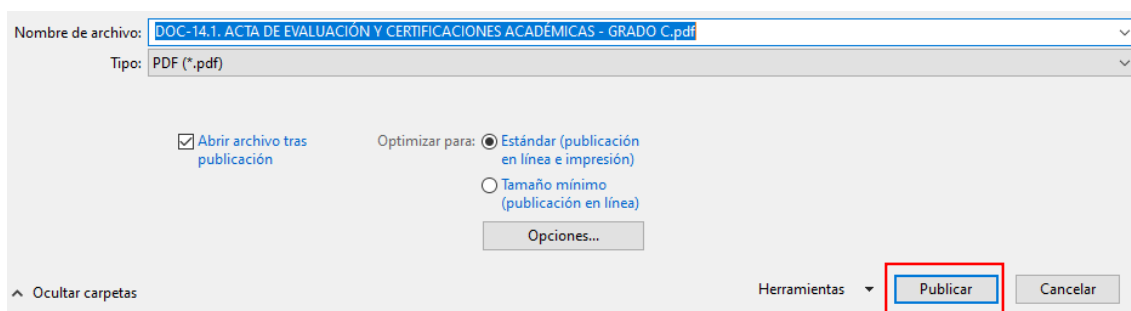 Nombre de archivo: DOC-14.1. ACTA DE EVALUACIÓN Y CERTIFICACIONES ACADÉMICAS - GRADO C.pdf
Tipo: PDF (*.pdf)
Abrir archivo tras
publicación
Optimizar para: Estándar (publicación
en línea e impresión)
Tamaño mínimo
(publicación en línea)
Opciones...
Ocultar carpetas
Herramientas
Publicar
Cancelar